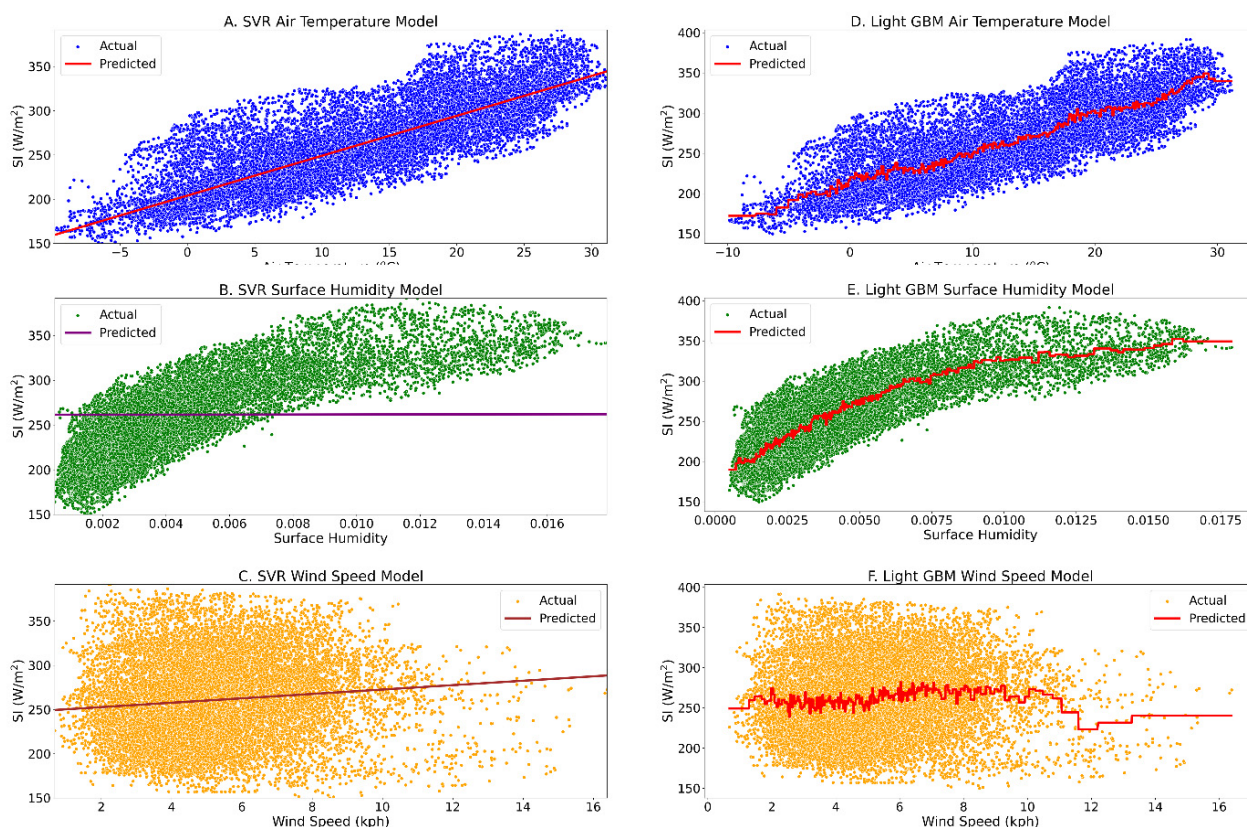 A. SVR Air Temperature Model
Actual
Predicted
SI (W/m²)
350
300
250
200
150
−5
0
5
10
15
20
25
30
D. Light GBM Air Temperature Model
Actual
Predicted
SI (W/m²)
400
350
300
250
200
150
−10
0
10
20
30
B. SVR Surface Humidity Model
Actual
Predicted
SI (W/m²)
350
300
250
200
150
0.002
0.004
0.006
0.008
0.010
0.012
0.014
0.016
Surface Humidity
E. Light GBM Surface Humidity Model
Actual
Predicted
SI (W/m²)
400
350
300
250
200
150
0.0000
0.0025
0.0050
0.0075
0.0100
0.0125
0.0150
0.0175
Surface Humidity
C. SVR Wind Speed Model
Actual
Predicted
SI (W/m²)
350
300
250
200
150
2
4
6
8
10
12
14
16
Wind Speed (kph)
F. Light GBM Wind Speed Model
Actual
Predicted
SI (W/m²)
400
350
300
250
200
150
0
2
4
6
8
10
12
14
16
Wind Speed (kph)